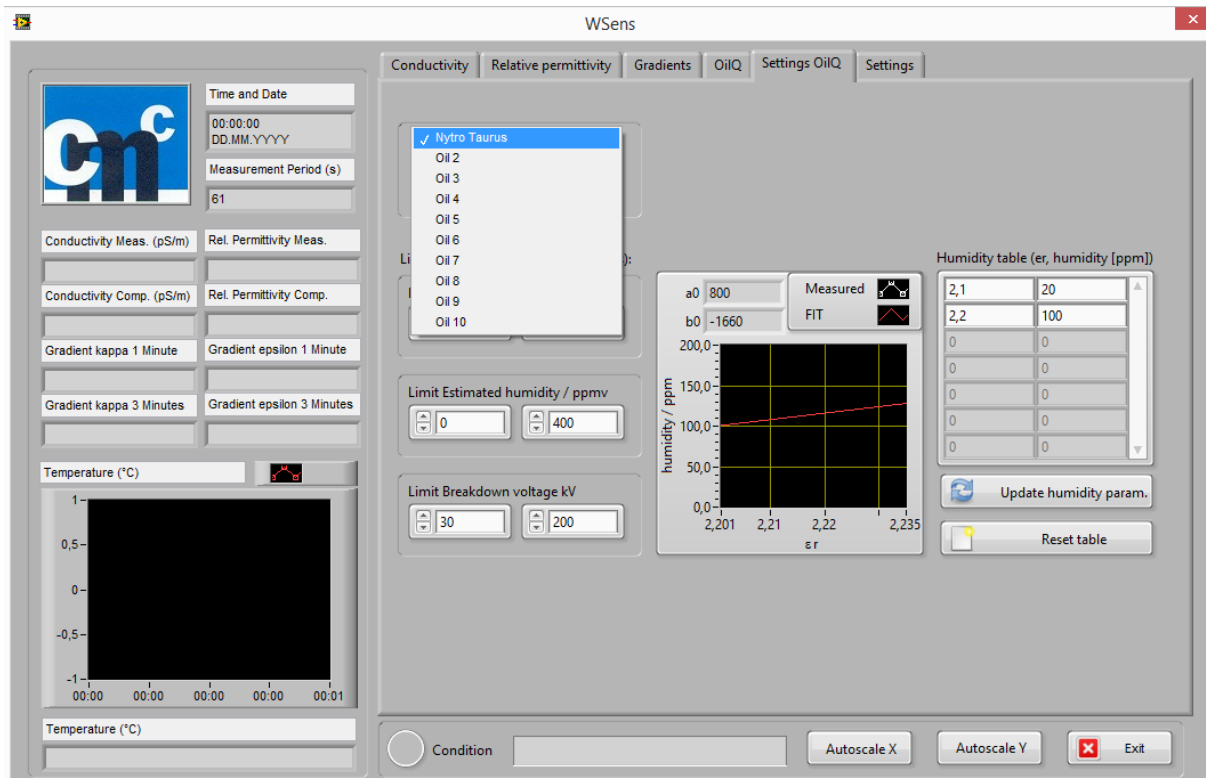 WSens
Conductivity
Relative permittivity
Gradients
OilQ
Settings OilQ
Settings
cmc
Time and Date
00:00:00
DD.MM.YYYY
Measurement Period (s)
61
Conductivity Meas. (pS/m)
Rel. Permittivity Meas.
Conductivity Comp. (pS/m)
Rel. Permittivity Comp.
Gradient kappa 1 Minute
Gradient epsilon 1 Minute
Gradient kappa 3 Minutes
Gradient epsilon 3 Minutes
Temperature (°C)
1
0,5
0
-0,5
-1
00:00 00:00 00:00 00:00 00:01
Temperature (°C)
✓ Nytro Taurus
Oil 2
Oil 3
Oil 4
Oil 5
Oil 6
Oil 7
Oil 8
Oil 9
Oil 10
):
Limit Estimated humidity / ppmv
0 400
Limit Breakdown voltage kV
30 200
a0 800
b0 -1660
Measured
FIT
humidity / ppm
200,0
150,0
100,0
50,0
0,0
2,201 2,21 2,22 2,235
εr
Humidity table (er, humidity [ppm])
2,1 20
2,2 100
0 0
0 0
0 0
0 0
0 0
Update humidity param.
Reset table
Condition
Autoscale X
Autoscale Y
Exit